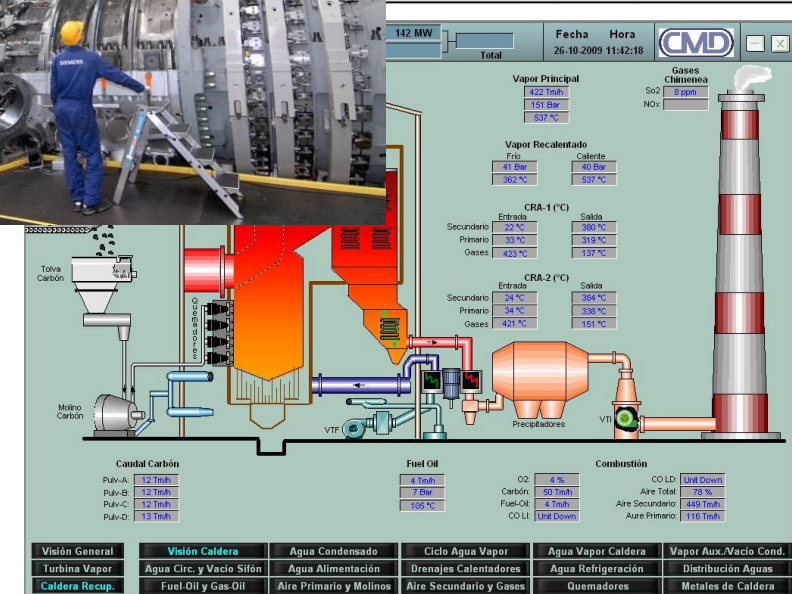 SIEMENS
142 MW
Total
Fecha Hora
26-10-2009 11:42:18
CMD
Vapor Principal
422 Tm/h
151 Bar
537 °C
Gases
Chimenea
So2 8 ppm
NOx
Vapor Recalentado
Frío Caliente
41 Bar 40 Bar
362 °C 537 °C
CRA-1 (°C)
Entrada Salida
Secundario 22 °C 380 °C
Primario 33 °C 319 °C
Gases 423 °C 137 °C
CRA-2 (°C)
Entrada Salida
Secundario 24 °C 384 °C
Primario 34 °C 338 °C
Gases 421 °C 151 °C
Tolva
Carbón
Quemadores
Molino
Carbón
VTF
Precipitadores
VTI
Caudal Carbón
Pulv-A: 12 Tm/h
Pulv-B: 12 Tm/h
Pulv-C: 12 Tm/h
Pulv-D: 13 Tm/h
Fuel Oil
4 Tm/h
7 Bar
105 °C
Combustión
O2: 4 %
Carbón: 50 Tm/h
Fuel-Oil: 4 Tm/h
CO LI: Unit Down
CO LD: Unit Down
Aire Total: 78 %
Aire Secundario: 449 Tm/h
Aure Primario: 116 Tm/h
Visión General Visión Caldera Agua Condensado Ciclo Agua Vapor Agua Vapor Caldera Vapor Aux./Vacío Cond.
Turbina Vapor Agua Circ. y Vacío Sifón Agua Alimentación Drenajes Calentadores Agua Refrigeración Distribución Aguas
Caldera Recup. Fuel-Oil y Gas-Oil Aire Primario y Molinos Aire Secundario y Gases Quemadores Metales de Caldera